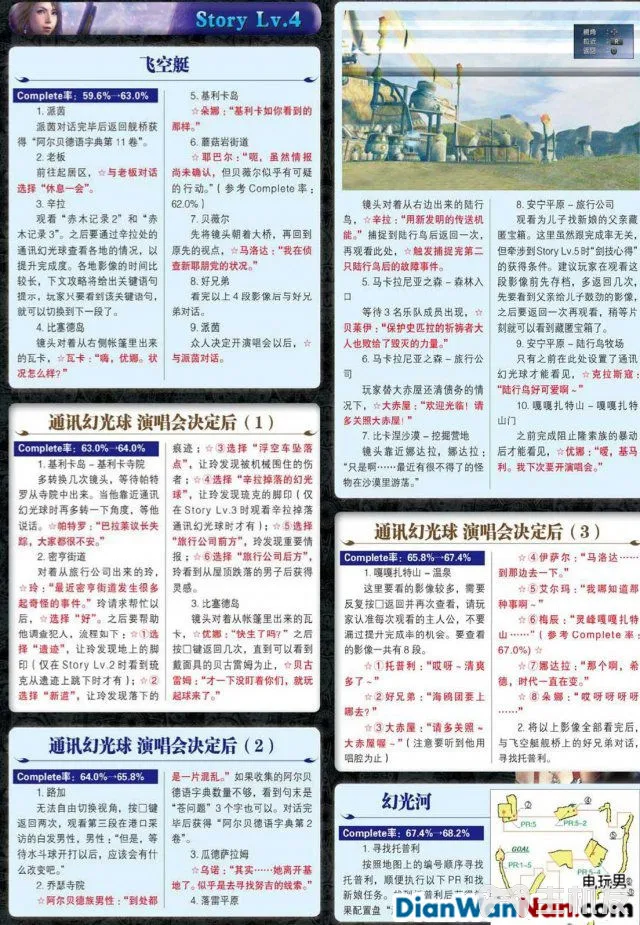 Story Lv.4
飞空艇
Complete率：59.6%→63.0%
1. 派茵
派茵对话完毕后返回舰桥获
得“阿尔贝德语字典第11卷”。
2. 老板
前往起居区，☆与老板对话
选择“休息一会”。
3. 辛拉
观看“赤木记录2”和“赤
木记录3”。之后要通过辛拉处的
通讯幻光球查看各地的情况，以
提升完成度。各地影像的时间比
较长，下文攻略将给出关键语句
提示，玩家只要看到该关键语句，
就可以切换到下一段了。
4. 比塞德岛
镜头对着从右侧帐篷里出来
的瓦卡，☆瓦卡：“嗨，优娜。状
况怎么样？”
5. 基利卡岛
☆朵娜：“基利卡如你看到的
那样。”
6. 蘑菇岩街道
☆耶巴尔：“呃，虽然情报
尚未确认，但贝薇尔似乎有可疑
的行动。”（参考Complete率：
62.0%）
7. 贝薇尔
先将镜头朝着大桥，再回到
原先的视点，☆马洛达：“我在侦
查新耶朋党的状况。”
8. 好兄弟
看完以上4段影像后与好兄
弟对话。
9. 派茵
众人决定开演唱会以后，☆
与派茵对话。
通讯幻光球 演唱会决定后（1）
Complete率：63.0%→64.0%
1. 基利卡岛－基利卡寺院
多转换几次镜头，等待帕特
罗从寺院中出来。当他靠近通讯
幻光球时再多转一下角度，等他
说话。☆帕特罗：“巴拉莱议长失
踪，大家都很不安。”
2. 密亨街道
对着从旅行公司出来的玲，
☆玲：“最近密亨街道发生很多
起奇怪的事件。”玲请求帮忙以
后，☆选择“好”。之后要帮助
他调查犯人，流程如下：☆①选
择“遗迹”，让玲发现地上的脚
印（仅在Story Lv.2时看到琉
克从遗迹上跳下时才有）；☆②
选择“新道”，让玲发现落下的
痕迹；☆③选择“浮空车坠落
点”，让玲发现被机械围住的伤
者；☆④选择“辛拉掉落的幻光
球”，让玲发现琉克的脚印（仅
在Story Lv.3时观看辛拉掉落
通讯幻光球时才有）；☆⑤选择
“旅行公司前方”，玲发现重要情
报；☆⑥选择“旅行公司后方”，
玲看到从屋顶跌落的男子后获得
灵感。
3. 比塞德岛
镜头对着从帐篷里出来的瓦
卡，☆优娜：“快生了吗？”之后
按□键返回几次，直到可以看到
戴面具的贝古雷姆为止，☆贝古
雷姆：“才一下没盯着你们，就玩
起球来了。”
通讯幻光球 演唱会决定后（2）
Complete率：64.0%→65.8%
1. 路加
无法自由切换视角，按□键
返回两次，观看第三段在港口采
访的白发男性，男性：“但是，等
待水斗球开打以后，应该会有什
么改变吧。”
2. 乔瑟寺院
☆阿尔贝德族男性：“到处都
是一片混乱。”如果收集的阿尔贝
德语字典数量不够，看到句末是
“苍问题”3个字也可以。对话完
毕后获得“阿尔贝德语字典第2
卷”。
3. 瓜德萨拉姆
☆乌诺：“其实……她离开基
地了。似乎是去寻找努吉的线索。”
4. 落雷平原
镜头对着从右边出来的陆行
鸟，☆辛拉：“用新发明的传送机
能。”捕捉到陆行鸟后返回一次，
再观看此处，☆触发捕捉完第二
只陆行鸟后的故障事件。
5. 马卡拉尼亚之森－森林入
口
等待3名乐队成员出现，☆
贝莱伊：“保护史匹拉的祈祷者大
人也败给了毁灭的力量。”
6. 马卡拉尼亚之森－旅行公
司
玩家替大赤屋还清债务的情
况下，☆大赤屋：“欢迎光临！请
多关照大赤屋！”
7. 比卡涅沙漠－挖掘营地
镜头靠近娜达拉，娜达拉：
“只是啊……最近有很不得了的怪
物在沙漠里游荡。”
8. 安宁平原－旅行公司
观看为儿子找新娘的父亲藏
匿宝箱。这里虽然跟完成率无关，
但牵涉到Story Lv.5时“剑技心得”
的获得条件。建议玩家在观看这
段影像前先存档，多返回几次，
先要看到父亲给儿子鼓劲的影像，
之后要返回一次再观看，稍等片
刻就可以看到藏匿宝箱了。
9. 安宁平原－陆行鸟牧场
只有之前在此处设置了通讯
幻光球才能看见，☆克拉斯寇：
“陆行鸟好可爱啊～”
10. 嘎嘎扎特山－嘎嘎扎特
山门
之前完成阻止隆索族的暴动
后才能看见，☆优娜：“嗳，基马
利。我下次要开演唱会。”
通讯幻光球 演唱会决定后（3）
Complete率：65.8%→67.4%
1. 嘎嘎扎特山－温泉
这里要看的影像较多，需要
反复按□返回并再次查看，请玩
家认准每次观看的主人公，不要
漏过提升完成率的机会。要查看
的影像一共有8段。
☆①托普利：“哎呀～清爽
多了～”
☆②好兄弟：“海鸥团要上
哪去？”
☆③大赤屋：“请多关照～
大赤屋喔～”（注意要听到他用
唱腔为止）
☆④伊萨尔：“马洛达……
到那边去一下。”
☆⑤艾尔玛：“我哪知道那
种事啊～”
☆⑥梅辰：“灵峰嘎嘎扎特
山……”（参考Complete率：
67.0%）☆
☆⑦娜达拉：“那个啊，希
德，时代一直在变。”
☆⑧朵娜：“哎呀呀呀呀呀
……”
2. 将以上影像全部看完后，
与飞空艇舰桥上的好兄弟对话，
寻找托普利。
幻光河
Complete率：67.4%→68.2%
1. 寻找托普利
按照地图上的编号顺序寻找
托普利，顺便执行以下PR和找
新娘任务。
果配置盘
②
PR:5
④
PR:5-2
GOAL
PR:1-5
电玩男
DianWanNan.com